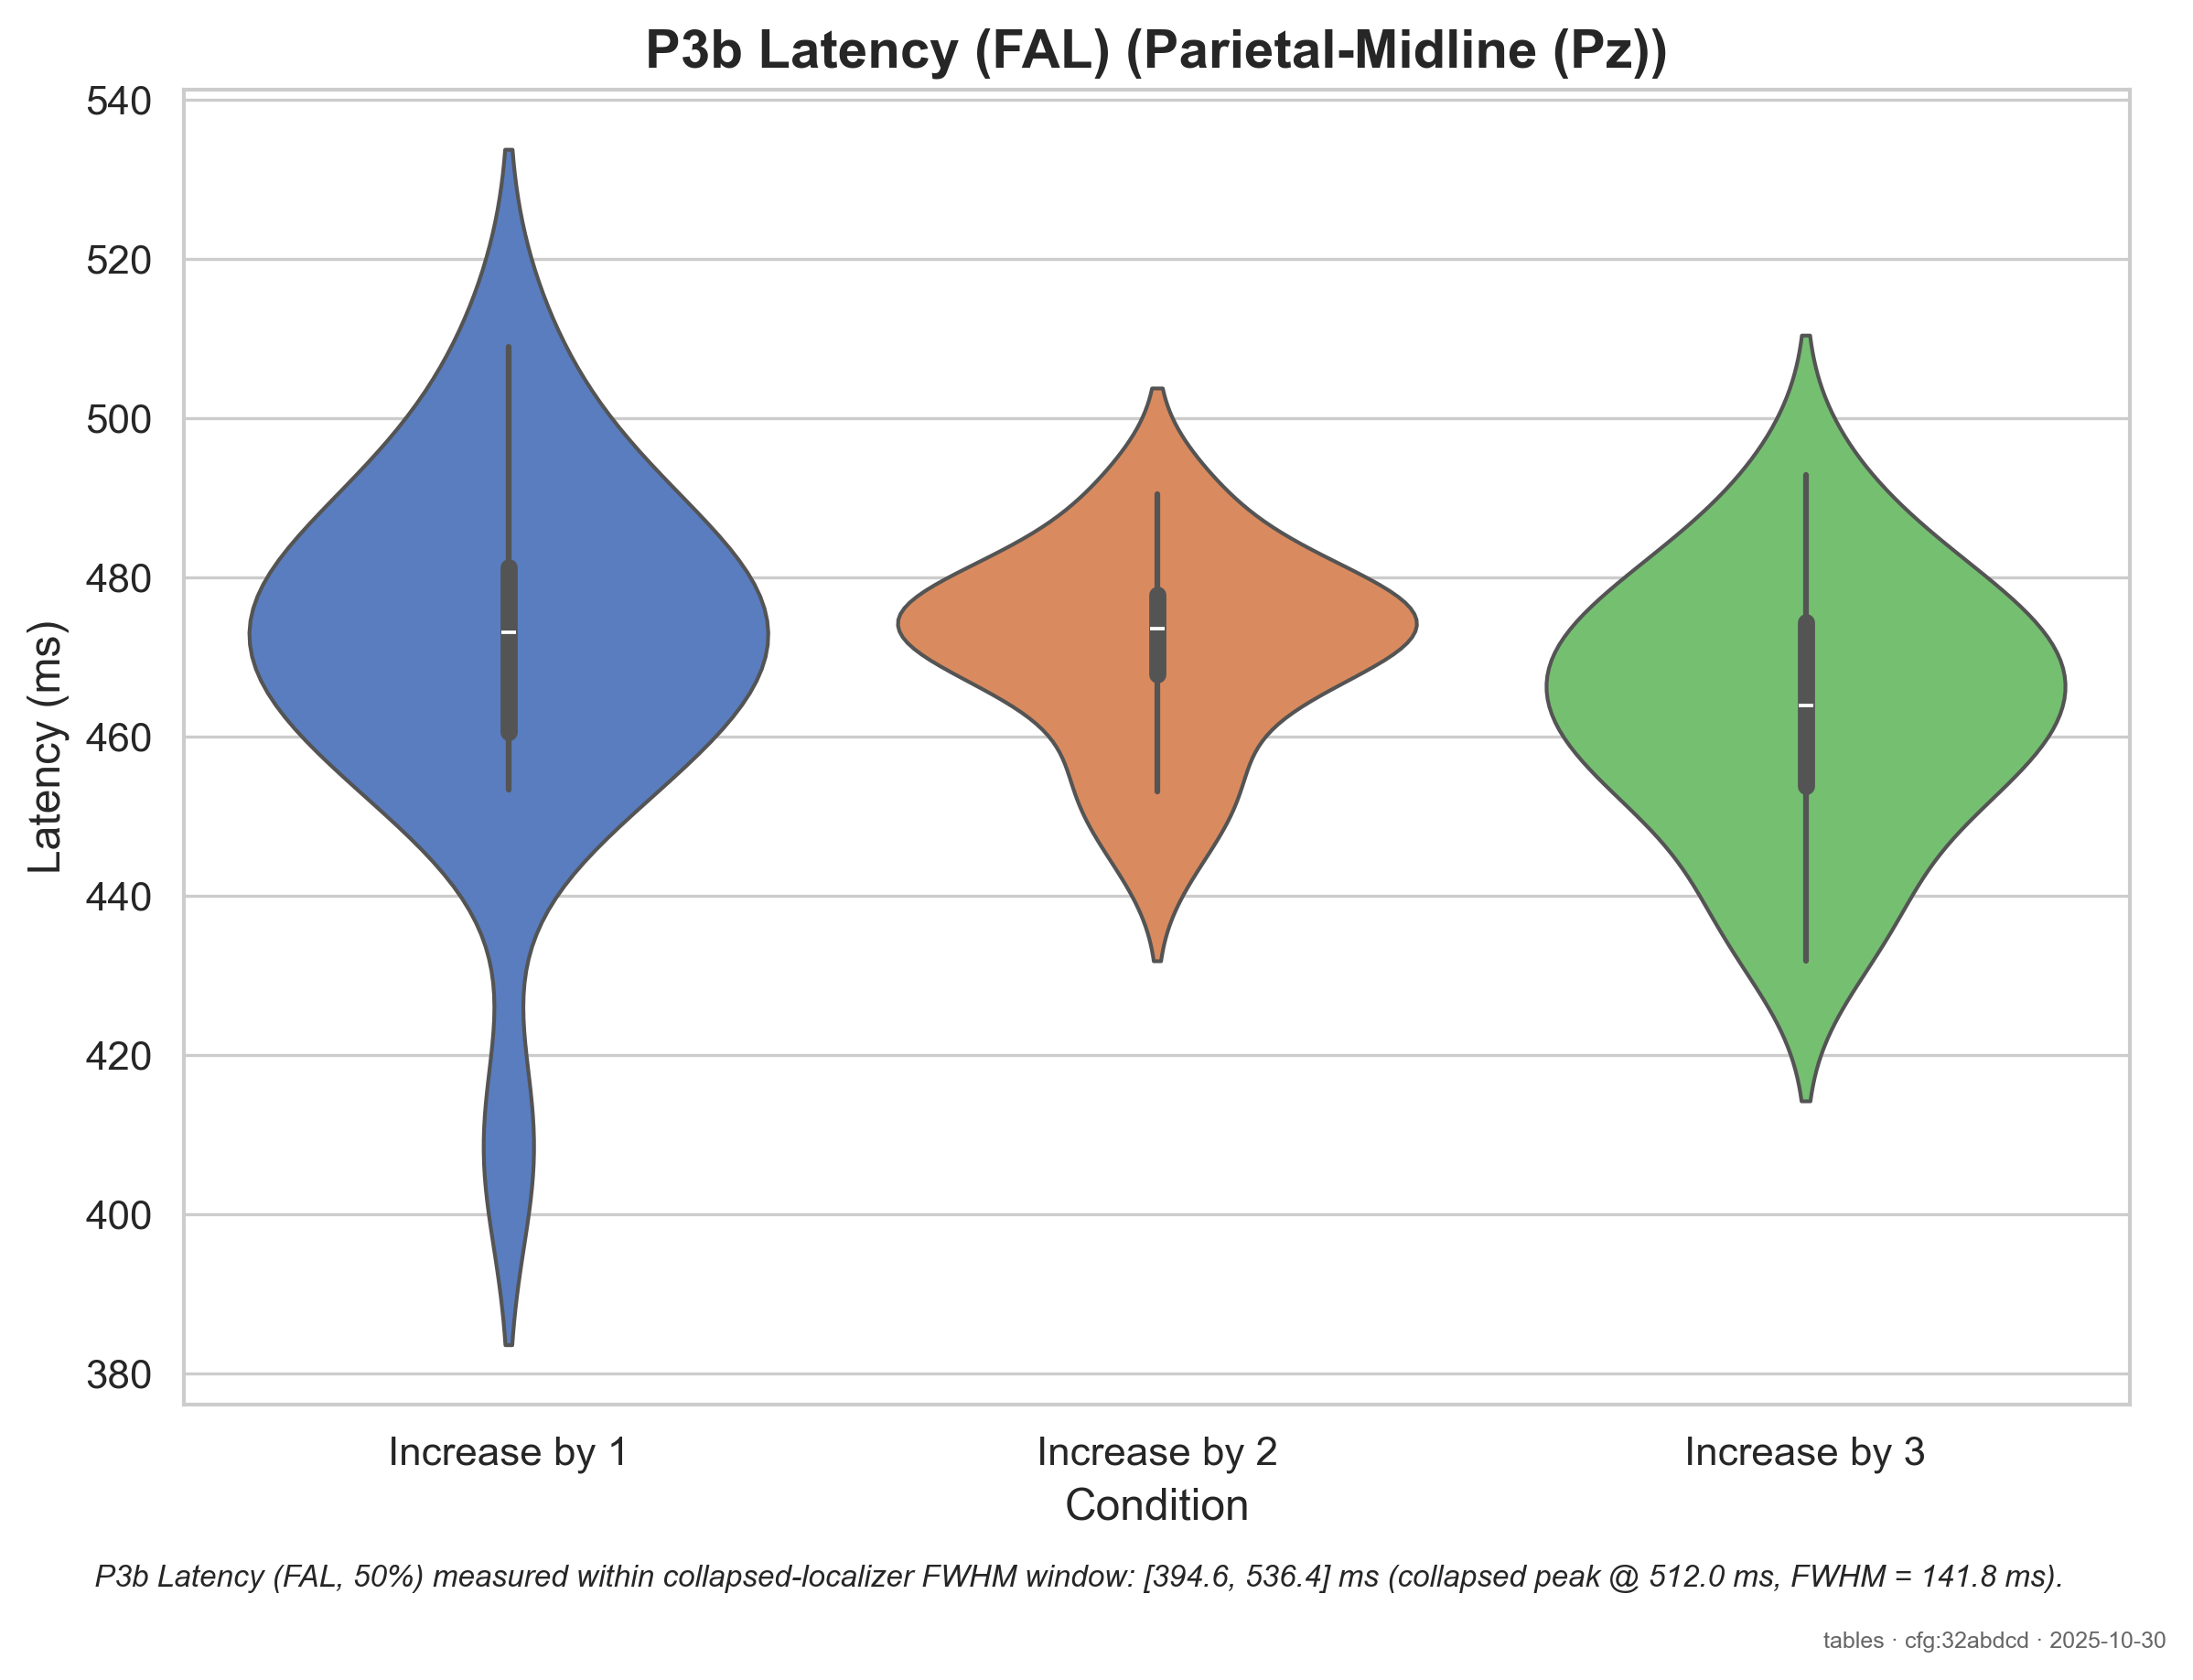 P3b Latency (FAL) (Parietal-Midline (Pz))
540
520
500
480
460
440
420
400
380
Latency (ms)
Increase by 1
Increase by 2
Increase by 3
Condition
P3b Latency (FAL, 50%) measured within collapsed-localizer FWHM window: [394.6, 536.4] ms (collapsed peak @ 512.0 ms, FWHM = 141.8 ms).
tables · cfg:32abdcd · 2025-10-30